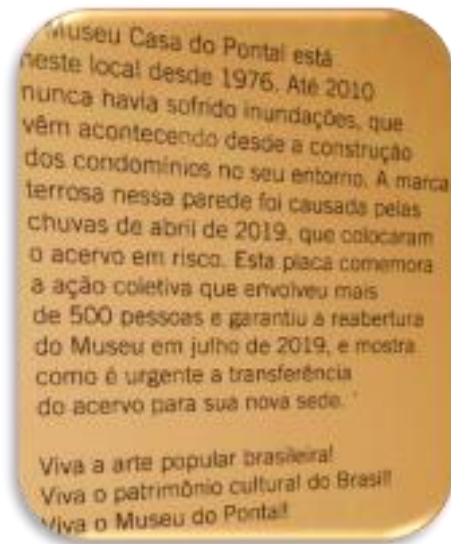 Museu Casa do Pontal está
neste local desde 1976. Até 2010
nunca havia sofrido inundações, que
vêm acontecendo desde a construção
dos condomínios no seu entorno. A marca
terrosa nessa parede foi causada pelas
chuvas de abril de 2019, que colocaram
o acervo em risco. Esta placa comemora
a ação coletiva que envolveu mais
de 500 pessoas e garantiu a reabertura
do Museu em julho de 2019, e mostra
como é urgente a transferência
do acervo para sua nova sede.
Viva a arte popular brasileira!
Viva o patrimônio cultural do Brasil!
Viva o Museu do Pontal!